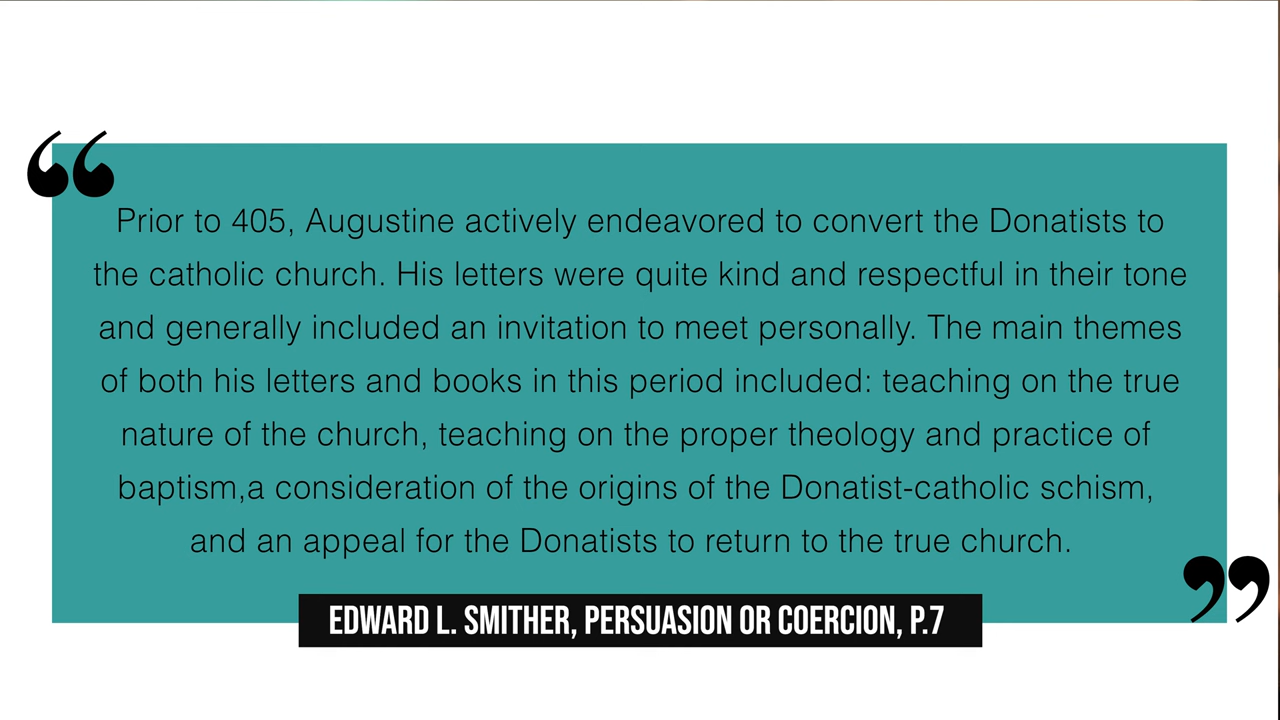 “
Prior to 405, Augustine actively endeavored to convert the Donatists to
the catholic church. His letters were quite kind and respectful in their tone
and generally included an invitation to meet personally. The main themes
of both his letters and books in this period included: teaching on the true
nature of the church, teaching on the proper theology and practice of
baptism,a consideration of the origins of the Donatist-catholic schism,
and an appeal for the Donatists to return to the true church.
”
EDWARD L. SMITHER, PERSUASION OR COERCION, P.7